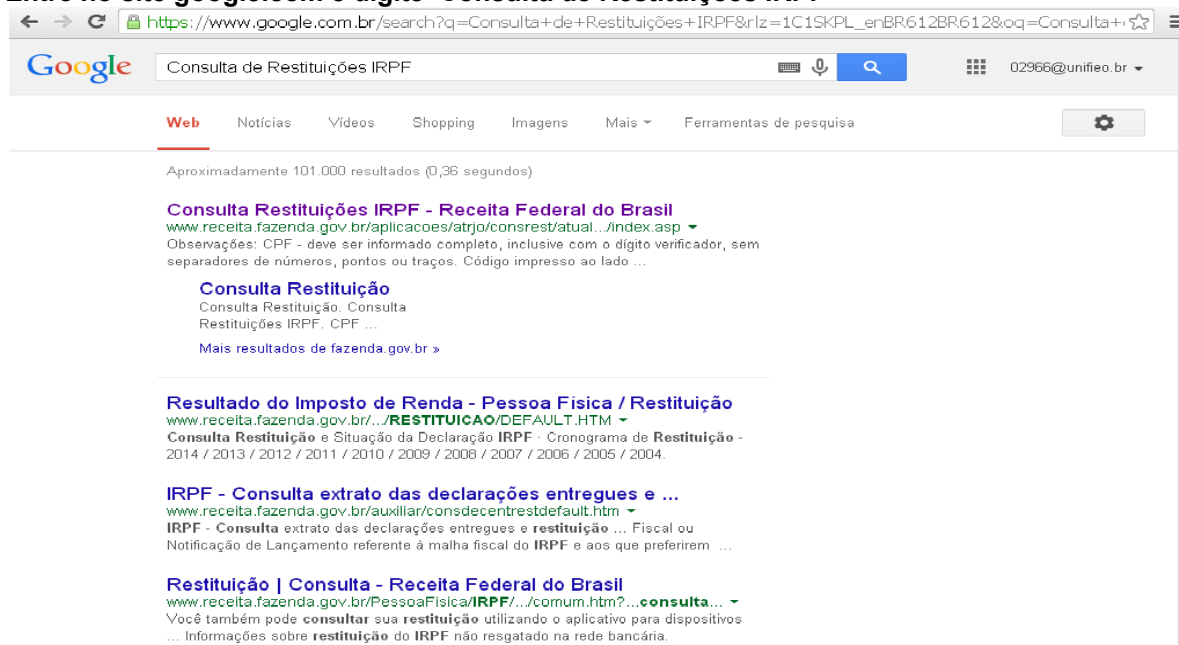 Entre no site google.com e digite "Consulta de Restituições IRPF"
https://www.google.com.br/search?q=Consulta+de+Restituições+IRPF&rlz=1C1SKPL_enBR612BR612&oq=Consulta+
Google Consulta de Restituições IRPF 02966@unifieo.br
Web Notícias Vídeos Shopping Imagens Mais Ferramentas de pesquisa
Aproximadamente 101.000 resultados (0,36 segundos)
Consulta Restituições IRPF - Receita Federal do Brasil
www.receita.fazenda.gov.br/aplicacoes/atrjo/consrest/atual.../index.asp
Observações: CPF - deve ser informado completo, inclusive com o dígito verificador, sem
separadores de números, pontos ou traços. Código impresso ao lado ...
Consulta Restituição
Consulta Restituição. Consulta
Restituições IRPF. CPF ...
Mais resultados de fazenda.gov.br »
Resultado do Imposto de Renda - Pessoa Física / Restituição
www.receita.fazenda.gov.br/.../RESTITUICAO/DEFAULT.HTM
Consulta Restituição e Situação da Declaração IRPF · Cronograma de Restituição -
2014 / 2013 / 2012 / 2011 / 2010 / 2009 / 2008 / 2007 / 2006 / 2005 / 2004.
IRPF - Consulta extrato das declarações entregues e ...
www.receita.fazenda.gov.br/auxiliar/consdecentrestdefault.htm
IRPF - Consulta extrato das declarações entregues e restituição ... Fiscal ou
Notificação de Lançamento referente à malha fiscal do IRPF e aos que preferirem ...
Restituição | Consulta - Receita Federal do Brasil
www.receita.fazenda.gov.br/PessoaFisica/IRPF/.../comum.htm?...consulta...
Você também pode consultar sua restituição utilizando o aplicativo para dispositivos
... Informações sobre restituição do IRPF não resgatado na rede bancária.